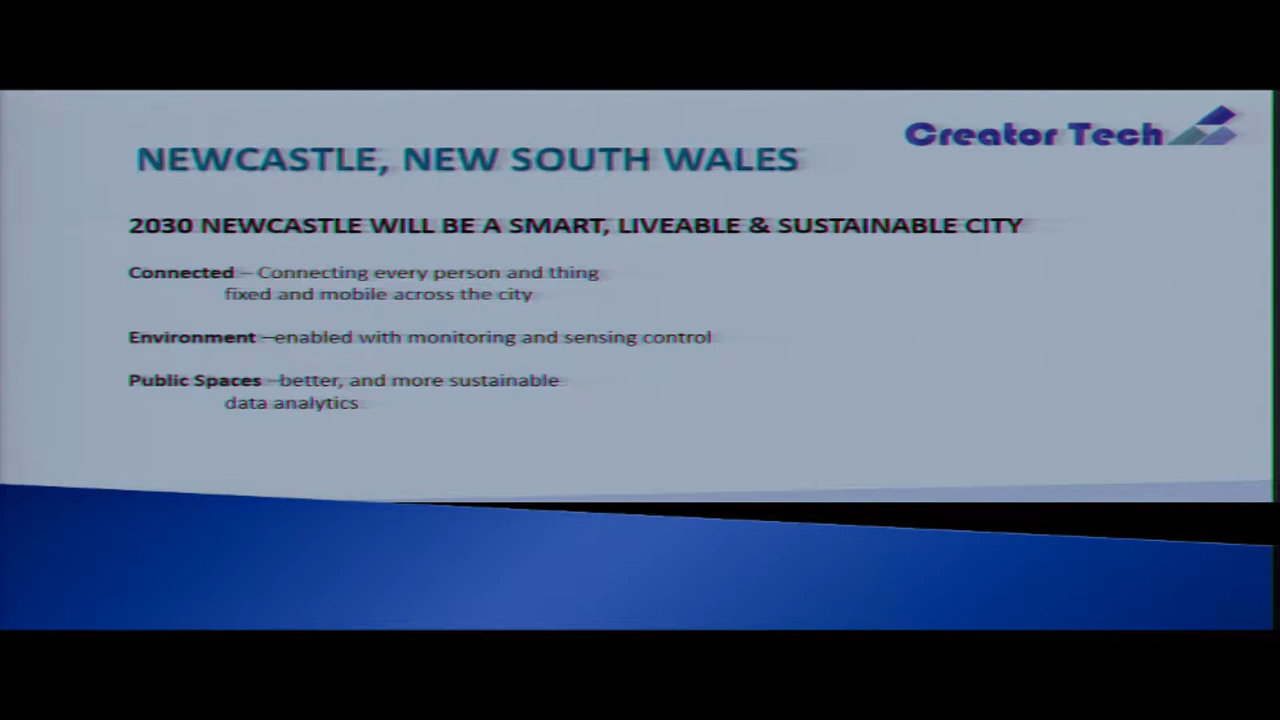 Creator Tech
NEWCASTLE, NEW SOUTH WALES
2030 NEWCASTLE WILL BE A SMART, LIVEABLE & SUSTAINABLE CITY
Connected – Connecting every person and thing
fixed and mobile across the city
Environment –enabled with monitoring and sensing control
Public Spaces –better, and more sustainable
data analytics